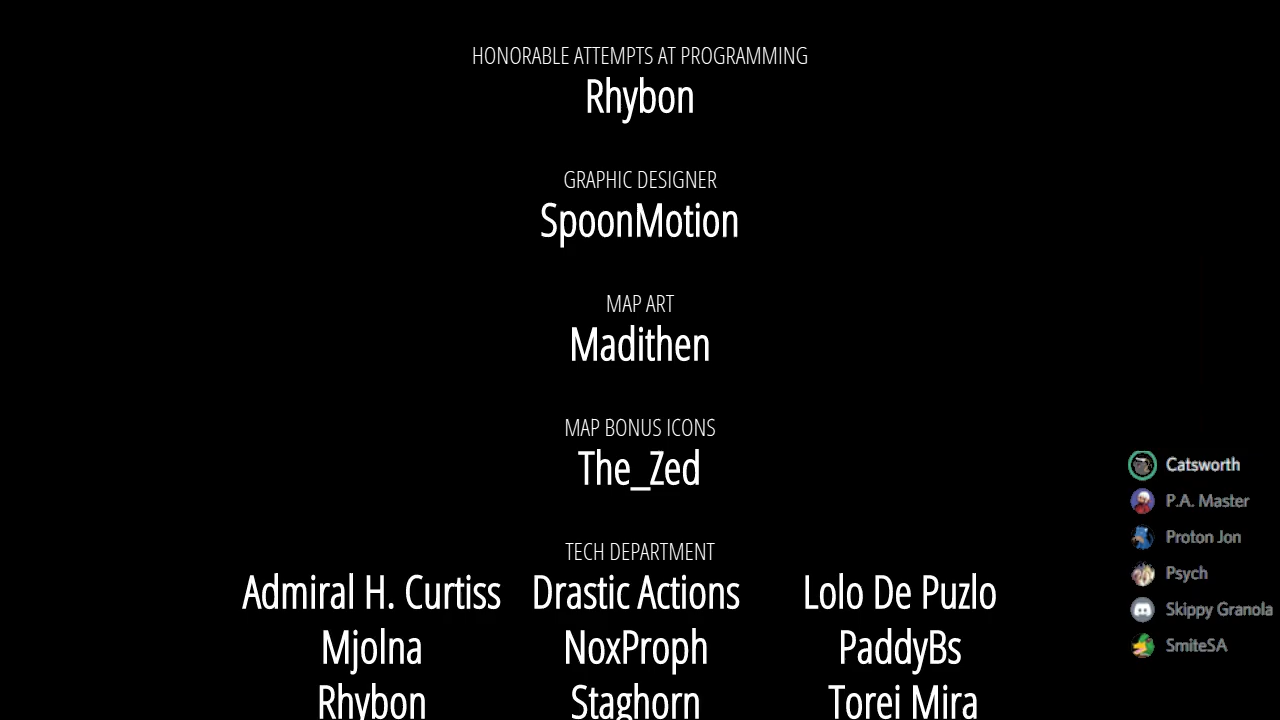 HONORABLE ATTEMPTS AT PROGRAMMING
Rhybon
GRAPHIC DESIGNER
SpoonMotion
MAP ART
Madithen
MAP BONUS ICONS
The_Zed
TECH DEPARTMENT
Admiral H. Curtiss Drastic Actions Lolo De Puzlo
Mjolna NoxProph PaddyBs
Rhybon Staghorn Torei Mira
Catsworth
P.A. Master
Proton Jon
Psych
Skippy Granola
SmiteSA